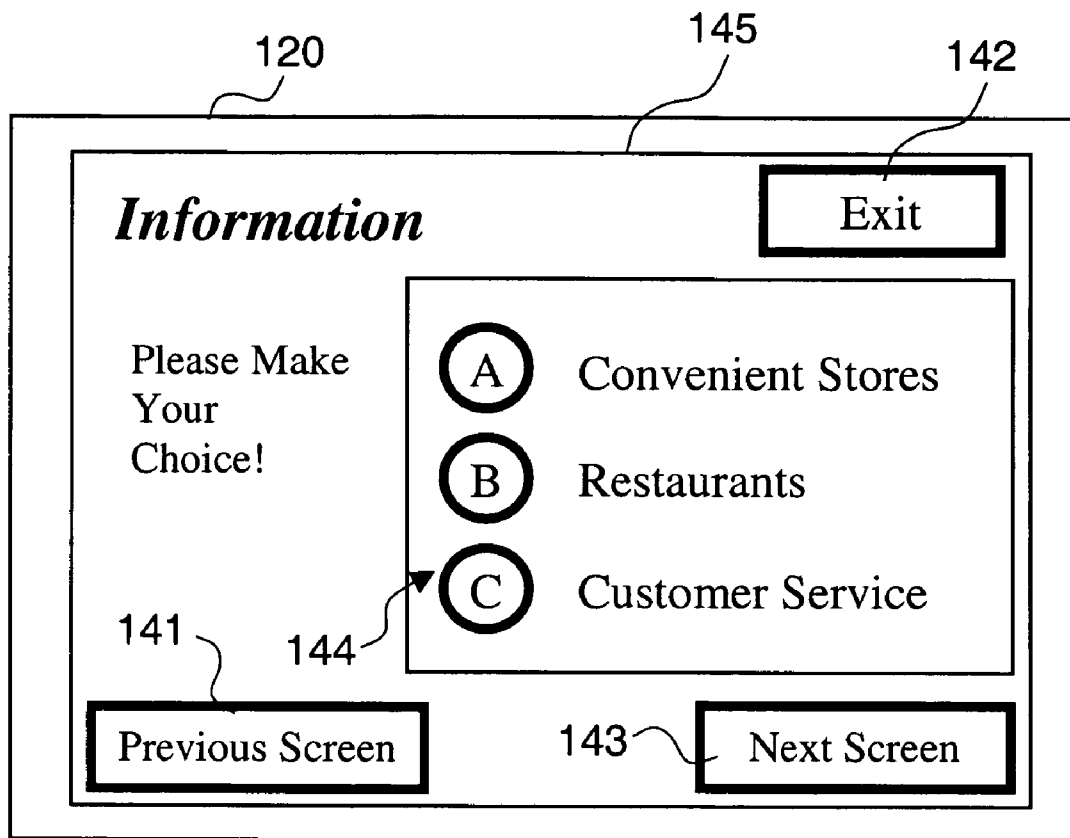 120
145
142
Information
Exit
Please Make
Your
Choice!
A Convenient Stores
B Restaurants
C Customer Service
141
144
Previous Screen
143
Next Screen